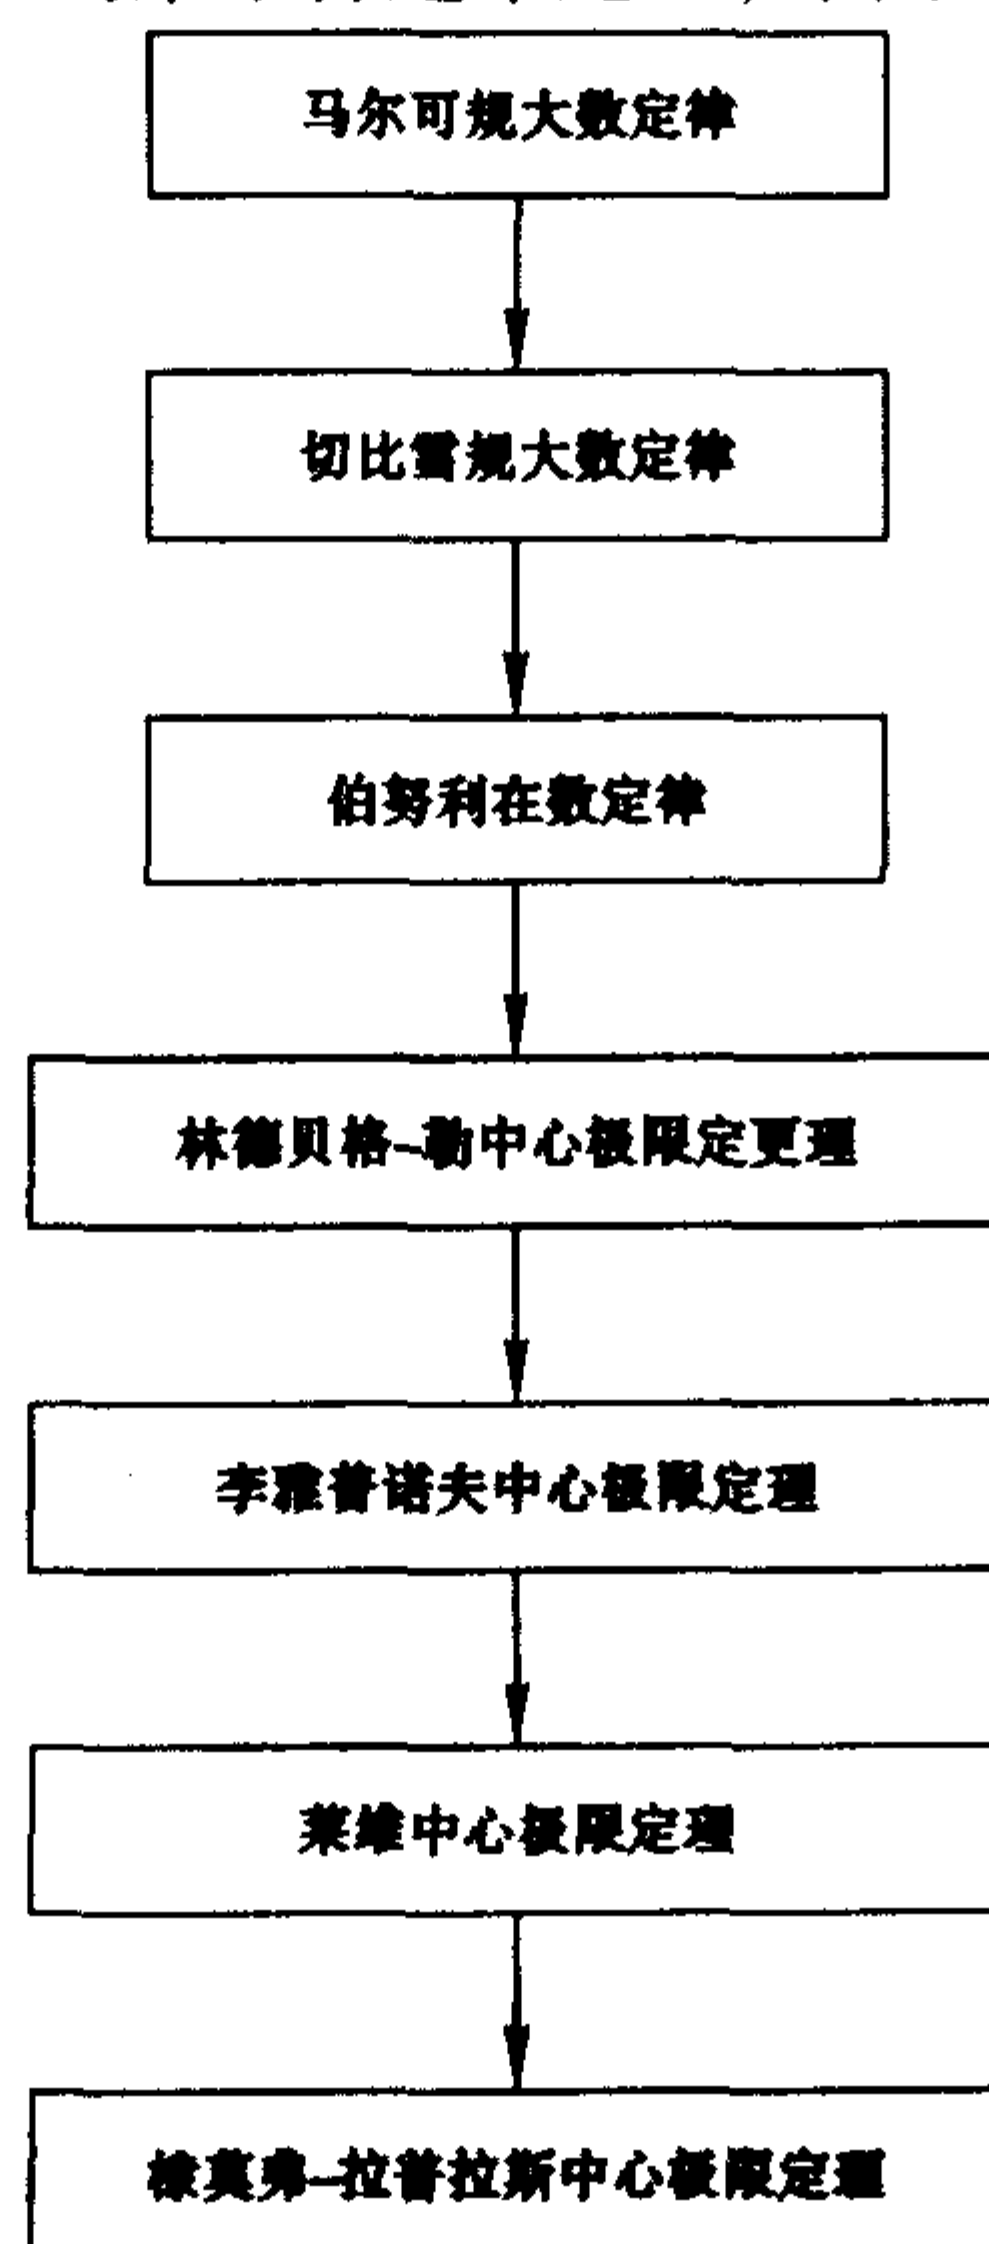 马尔可规大数定律
切比雷规大数定律
伯努利在数定律
林德贝格–勒中心极限定更理
李雅普诺夫中心极限定理
莱维中心极限定理
棣莫弗–拉普拉斯中心极限定理